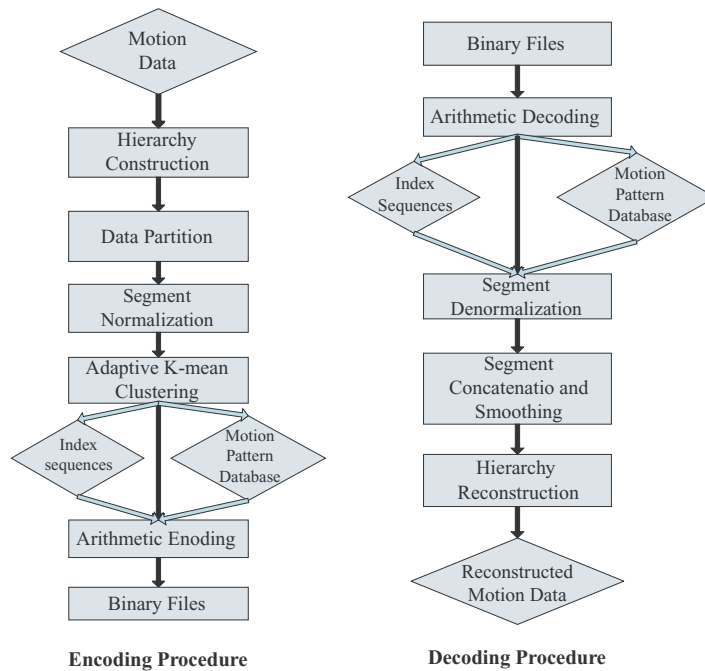 Motion
Data
Hierarchy
Construction
Data Partition
Segment
Normalization
Adaptive K-mean
Clustering
Index
sequences
Motion
Pattern
Database
Arithmetic Enoding
Binary Files
Encoding Procedure
Binary Files
Arithmetic Decoding
Index
Sequences
Motion
Pattern
Database
Segment
Denormalization
Segment
Concatenatio and
Smoothing
Hierarchy
Reconstruction
Reconstructed
Motion Data
Decoding Procedure